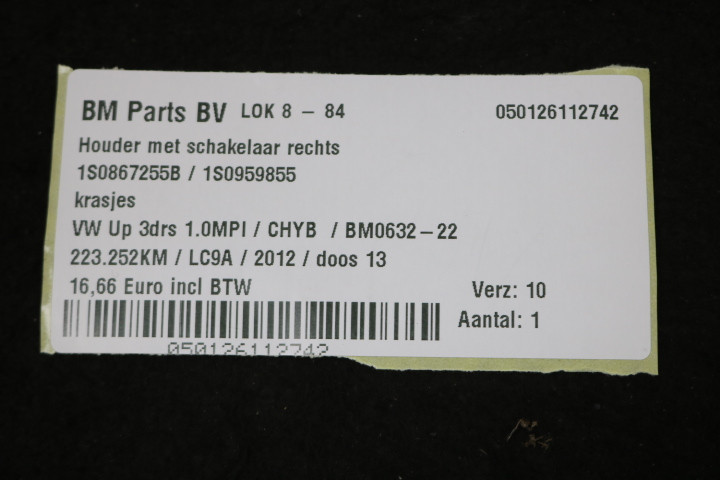 BM Parts BV LOK 8 - 84 050126112742
Houder met schakelaar rechts
1S0867255B / 1S0959855
krasjes
VW Up 3drs 1.0MPI / CHYB / BM0632-22
223.252KM / LC9A / 2012 / doos 13
16,66 Euro incl BTW Verz: 10
Aantal: 1
050126112742